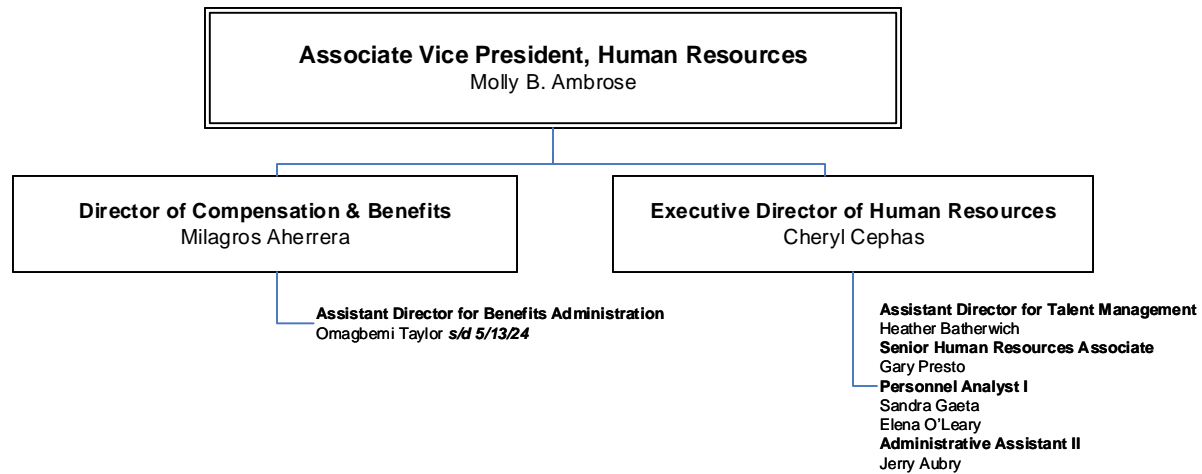 Associate Vice President, Human Resources
Molly B. Ambrose
Director of Compensation & Benefits
Milagros Aherrera
Executive Director of Human Resources
Cheryl Cephas
Assistant Director for Benefits Administration
Omagbemi Taylor s/d 5/13/24
Assistant Director for Talent Management
Heather Batherwich
Senior Human Resources Associate
Gary Presto
Personnel Analyst I
Sandra Gaeta
Elena O’Leary
Administrative Assistant II
Jerry Aubry